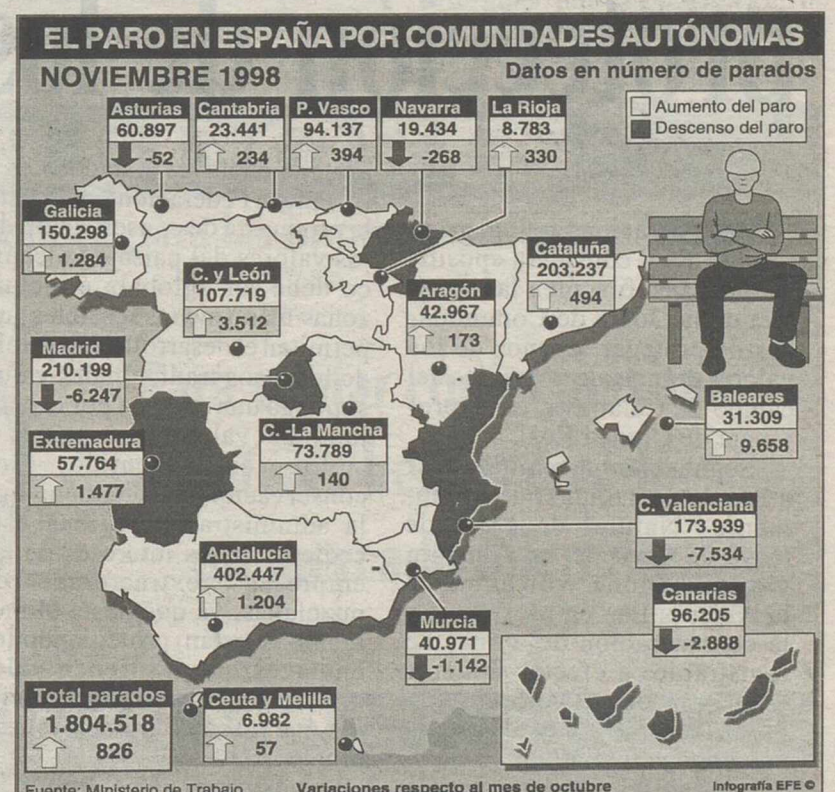 EL PARO EN ESPAÑA POR COMUNIDADES AUTÓNOMAS
NOVIEMBRE 1998
Datos en número de parados
Aumento del paro
Descenso del paro
Asturias
60.897
-52
Cantabria
23.441
234
P. Vasco
94.137
394
Navarra
19.434
-268
La Rioja
8.783
330
Galicia
150.298
1.284
C. y León
107.719
3.512
Aragón
42.967
173
Cataluña
203.237
494
Madrid
210.199
-6.247
Baleares
31.309
9.658
Extremadura
57.764
1.477
C. -La Mancha
73.789
140
C. Valenciana
173.939
-7.534
Andalucía
402.447
1.204
Murcia
40.971
-1.142
Canarias
96.205
-2.888
Total parados
1.804.518
826
Ceuta y Melilla
6.982
57
Fuente: Ministerio de Trabajo
Variaciones respecto al mes de octubre
Infografía EFE ©